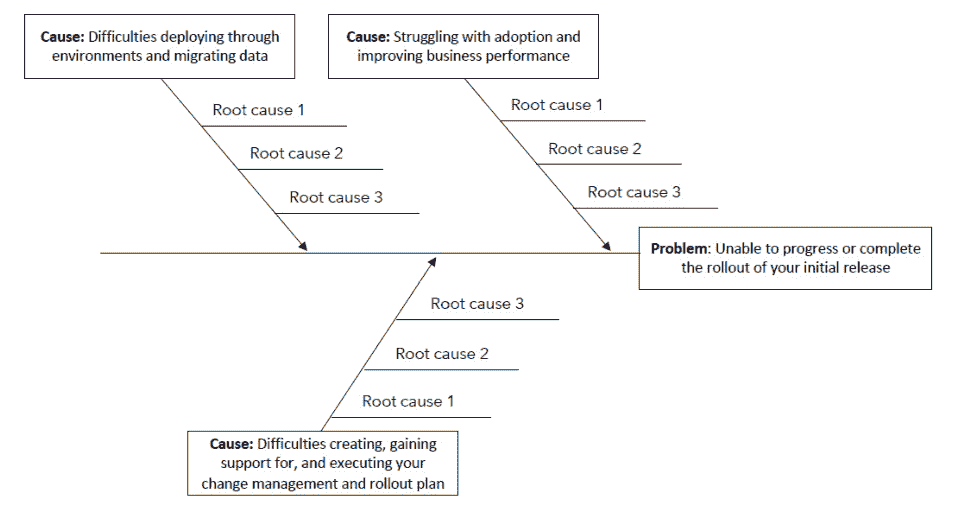 Cause: Difficulties deploying through
environments and migrating data
Cause: Struggling with adoption and
improving business performance
Root cause 1
Root cause 2
Root cause 3
Root cause 1
Root cause 2
Root cause 3
Problem: Unable to progress or complete
the rollout of your initial release
Root cause 3
Root cause 2
Root cause 1
Cause: Difficulties creating, gaining
support for, and executing your
change management and rollout plan